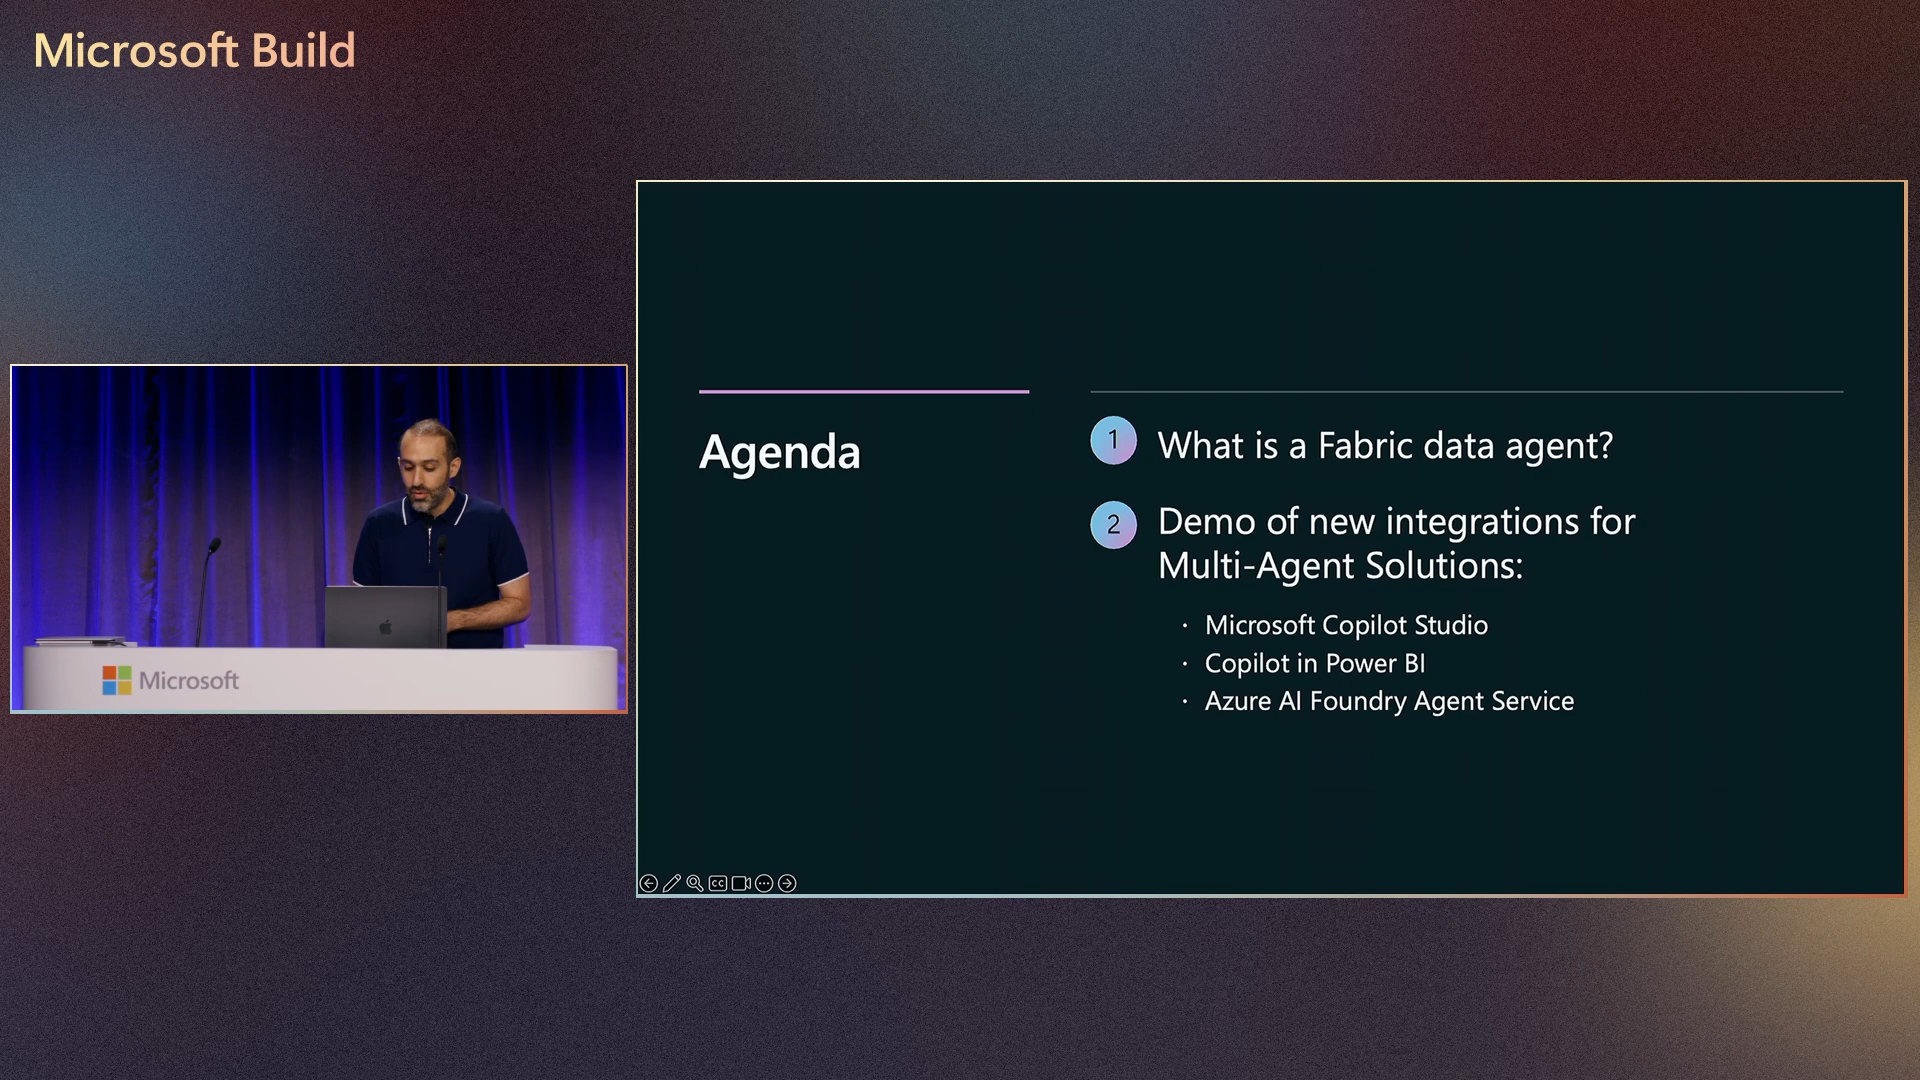 Microsoft Build
Microsoft
Agenda
1 What is a Fabric data agent?
2 Demo of new integrations for
Multi-Agent Solutions:
· Microsoft Copilot Studio
· Copilot in Power BI
· Azure AI Foundry Agent Service
CC